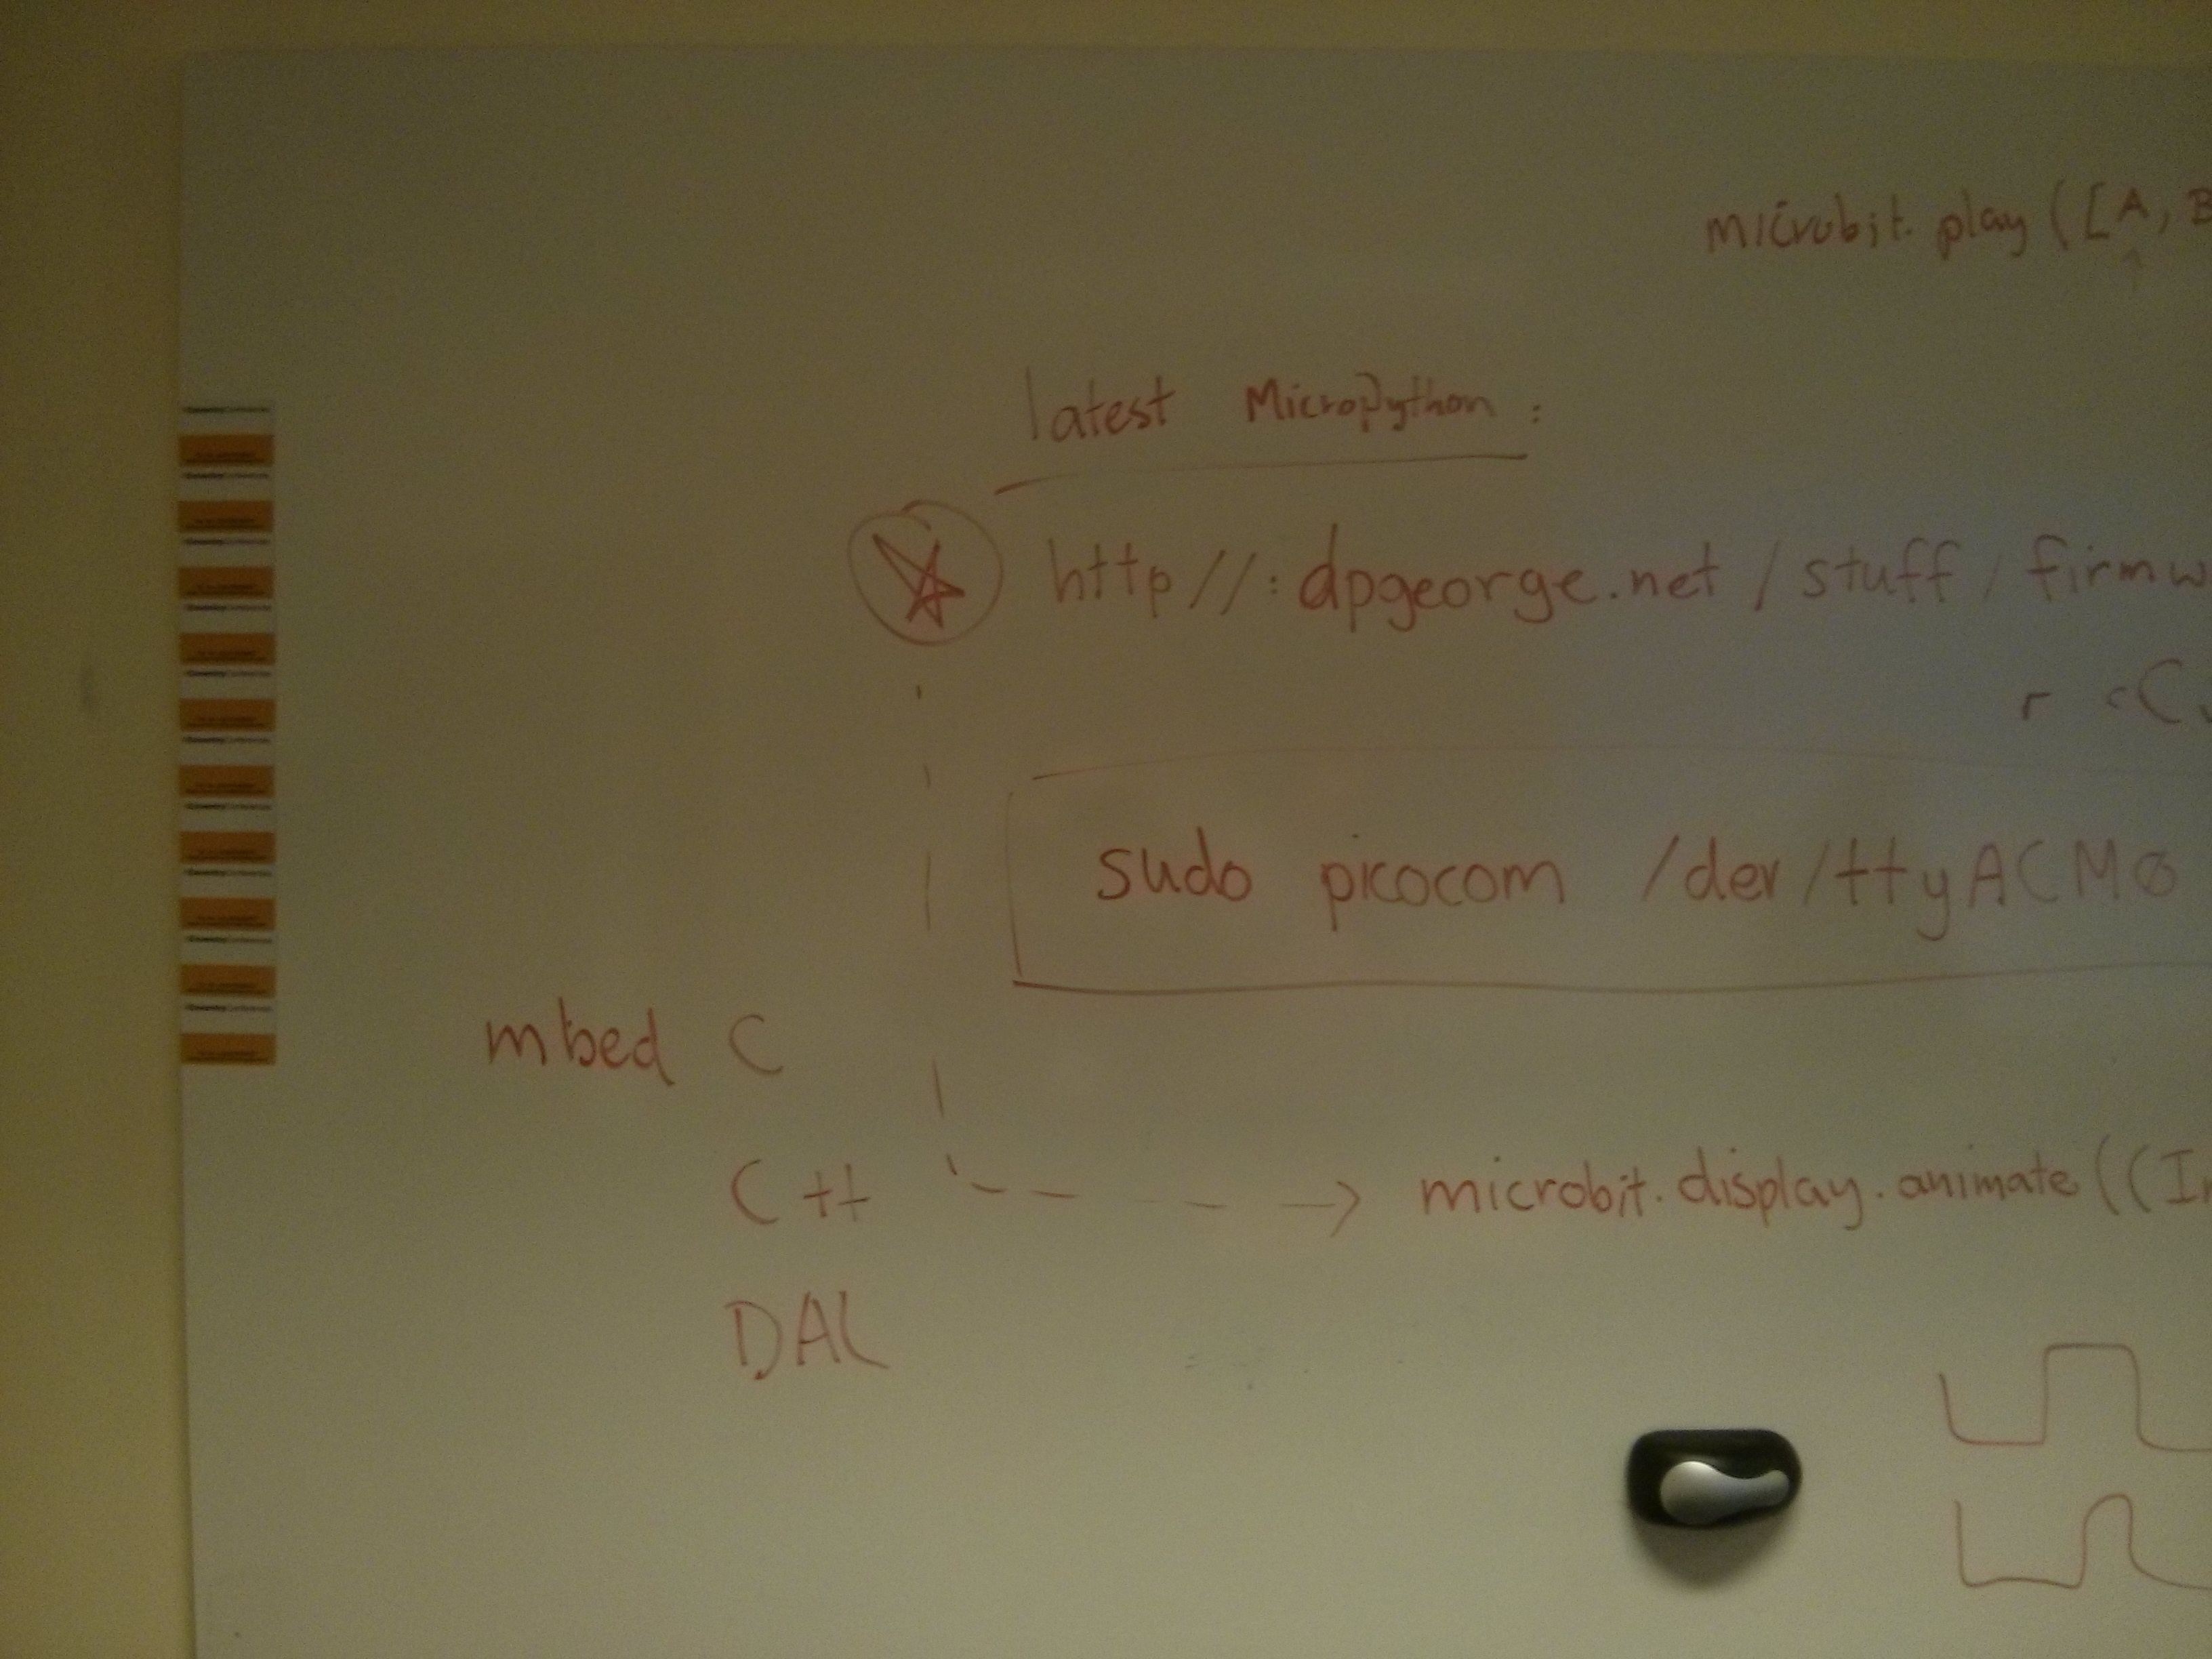 microbit.play([A, B
latest MicroPython:
http//:dpgeorge.net/stuff/firmw
r
sudo picocom /dev/ttyACM0
mbed C
C++
microbit.display.animate((I
DAL